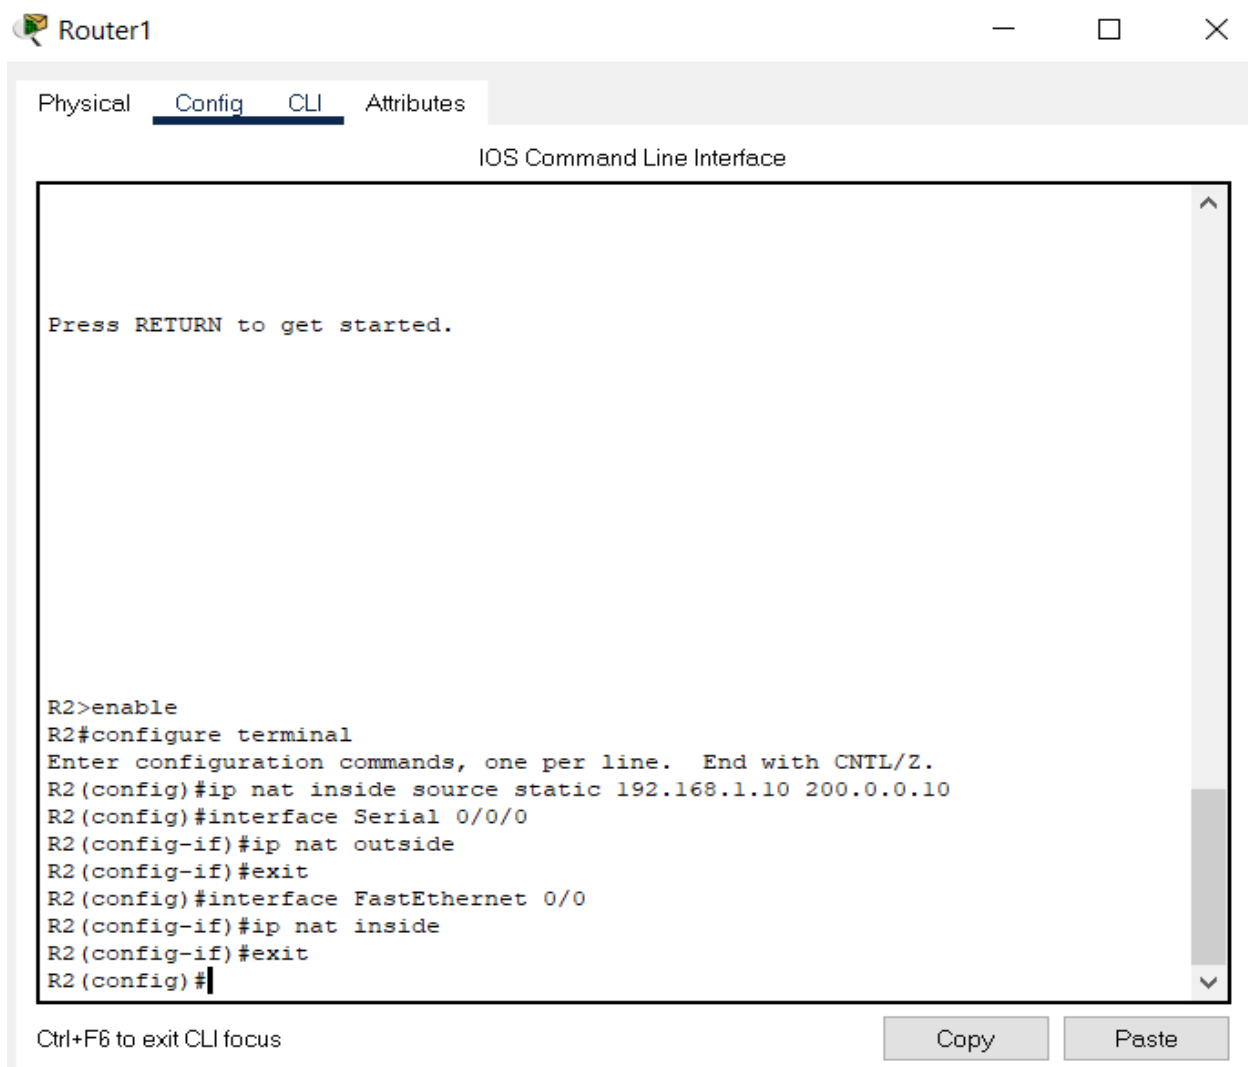 Router1
Physical Config CLI Attributes
IOS Command Line Interface
Press RETURN to get started.
R2>enable
R2#configure terminal
Enter configuration commands, one per line.  End with CNTL/Z.
R2(config)#ip nat inside source static 192.168.1.10 200.0.0.10
R2(config)#interface Serial 0/0/0
R2(config-if)#ip nat outside
R2(config-if)#exit
R2(config)#interface FastEthernet 0/0
R2(config-if)#ip nat inside
R2(config-if)#exit
R2(config)#
Ctrl+F6 to exit CLI focus
Copy Paste